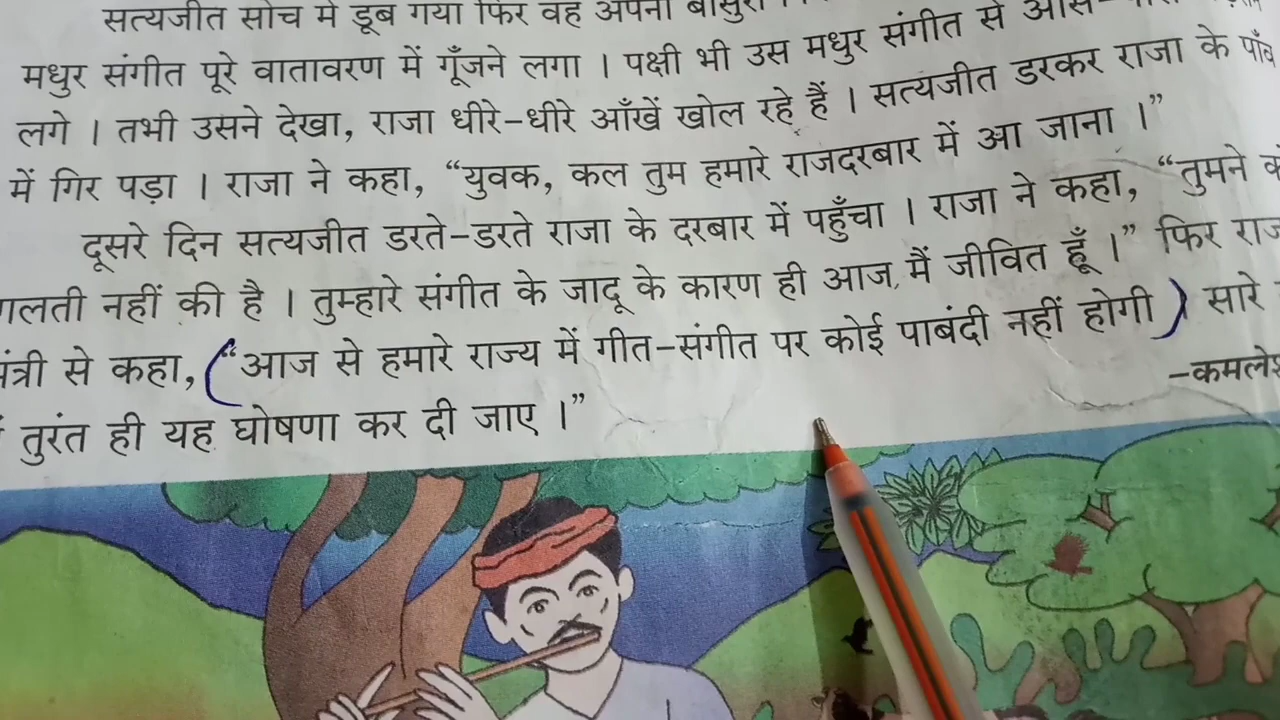 सत्यजीत सोच में डूब गया फिर वह अपनी बाँसुरी
मधुर संगीत पूरे वातावरण में गूँजने लगा । पक्षी भी उस मधुर संगीत से आस-
लगे । तभी उसने देखा, राजा धीरे-धीरे आँखें खोल रहे हैं । सत्यजीत डरकर राजा के पाँव
में गिर पड़ा । राजा ने कहा, “युवक, कल तुम हमारे राजदरबार में आ जाना ।”
दूसरे दिन सत्यजीत डरते-डरते राजा के दरबार में पहुँचा । राजा ने कहा, “तुमने
गलती नहीं की है । तुम्हारे संगीत के जादू के कारण ही आज मैं जीवित हूँ ।” फिर
मंत्री से कहा, (“आज से हमारे राज्य में गीत-संगीत पर कोई पाबंदी नहीं होगी) सारे
तुरंत ही यह घोषणा कर दी जाए ।”
-कमलेश